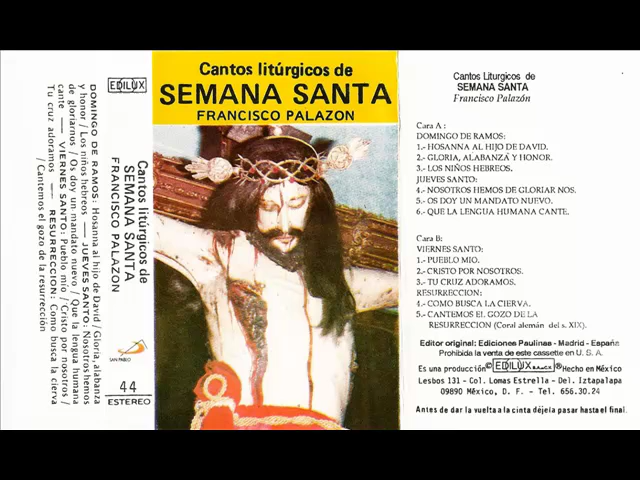 DOMINGO DE RAMOS: Hosanna al hijo de David / Gloria, alabanza
y honor / Los niños hebreos — JUEVES SANTO: Nosotros hemos
de gloriarnos / Os doy un mandato nuevo / Que la lengua humana
cante — VIERNES SANTO: Pueblo mio / Cristo por nosotros /
Tu cruz adoramos — RESURRECCION: Como busca la cierva
/ Cantemos el gozo de la resurrección
EDILUX
Cantos litúrgicos de
SEMANA SANTA
FRANCISCO PALAZON
SAN PABLO
44
ESTEREO
Cantos litúrgicos de
SEMANA SANTA
FRANCISCO PALAZON
Cantos Liturgicos de
SEMANA SANTA
Francisco Palazón
Cara A :
DOMINGO DE RAMOS:
1.- HOSANNA AL HIJO DE DAVID.
2.- GLORIA, ALABANZA Y HONOR.
3.- LOS NIÑOS HEBREOS.
JUEVES SANTO:
4.- NOSOTROS HEMOS DE GLORIAR NOS.
5.- OS DOY UN MANDATO NUEVO.
6.- QUE LA LENGUA HUMANA CANTE.
Cara B:
VIERNES SANTO:
1.- PUEBLO MIO.
2.- CRISTO POR NOSOTROS.
3.- TU CRUZ ADORAMOS.
RESURRECCION:
4.- COMO BUSCA LA CIERVA.
5.- CANTEMOS EL GOZO DE LA
RESURRECCION (Coral alemán del s. XIX).
Editor original: Ediciones Paulinas - Madrid - España
Prohibida la venta de este cassette en U. S. A.
Es una producción © EDILUX ® Hecho en México
Lesbos 131 - Col. Lomas Estrella - Del. Iztapalapa
09890 México, D. F. - Tel. 656.30.24
Antes de dar la vuelta a la cinta déjela pasar hasta el final.